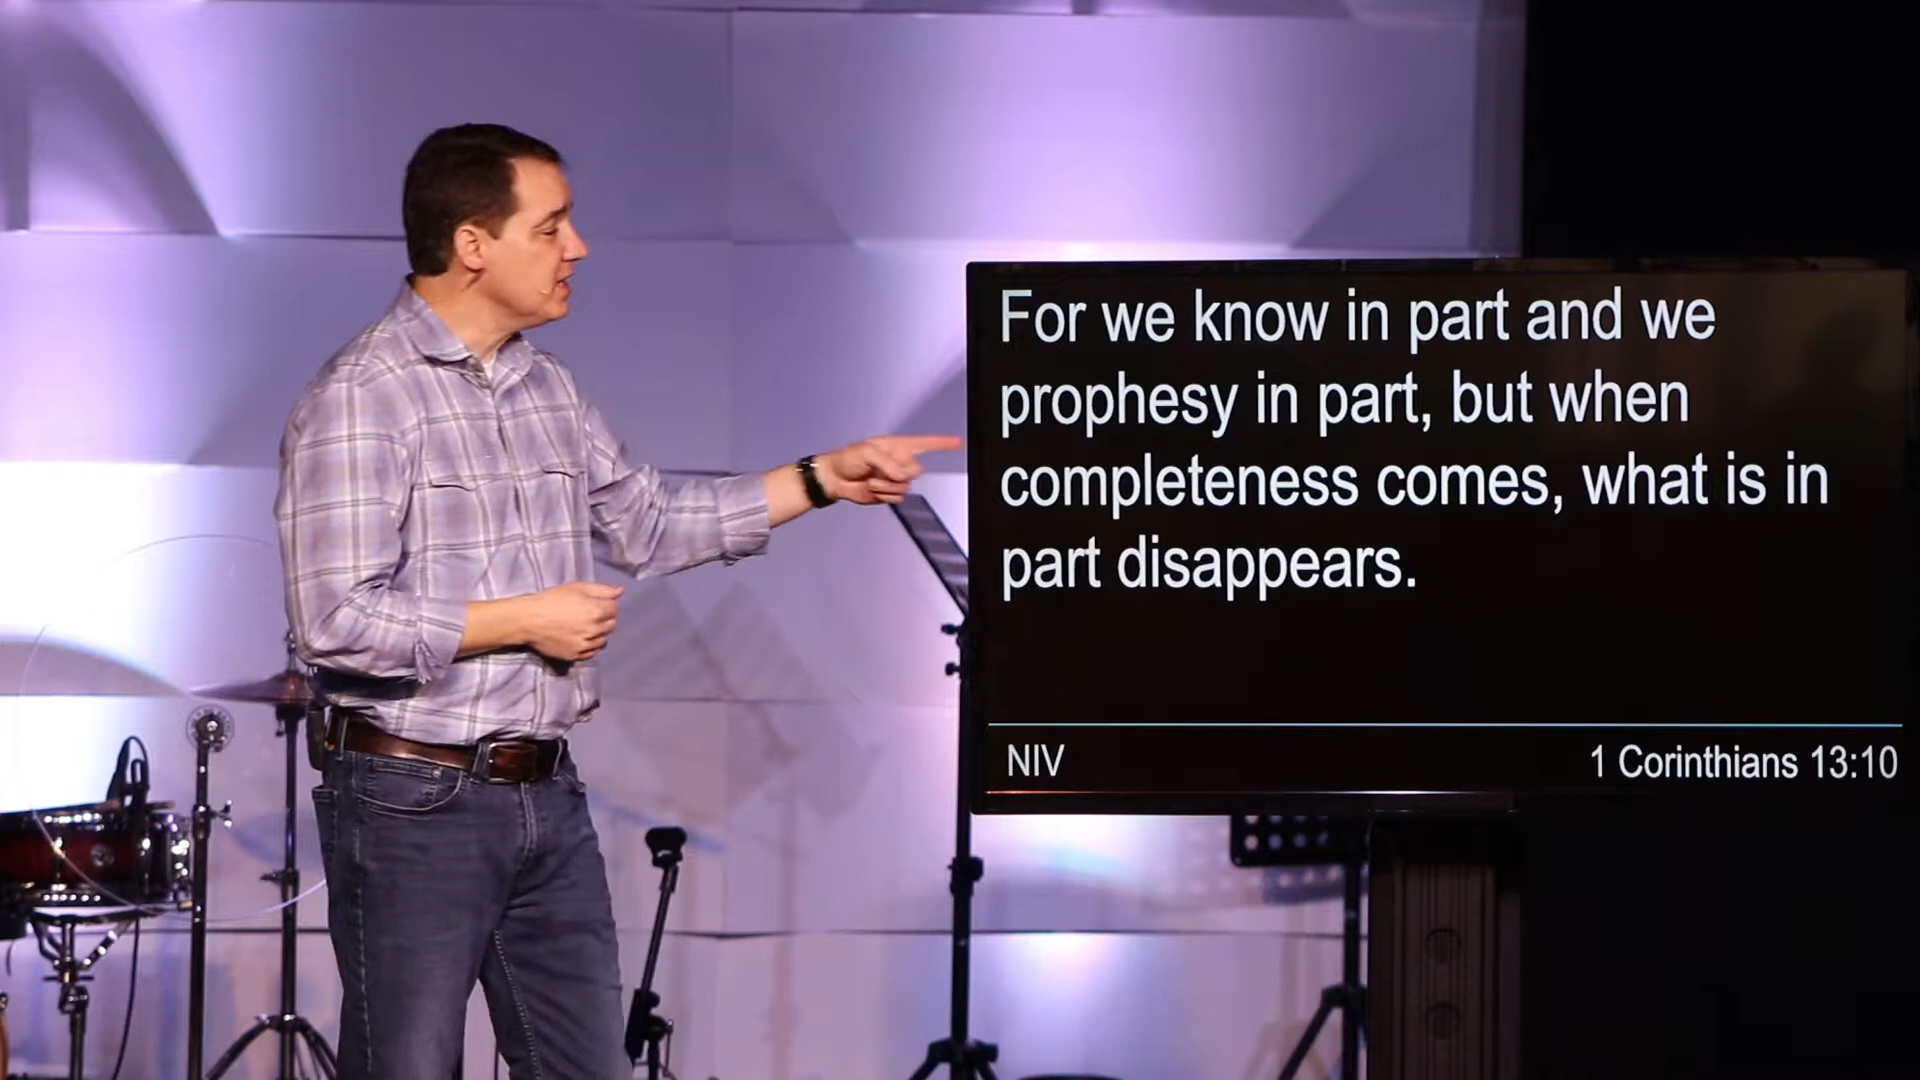 For we know in part and we
prophesy in part, but when
completeness comes, what is in
part disappears.
NIV
1 Corinthians 13:10